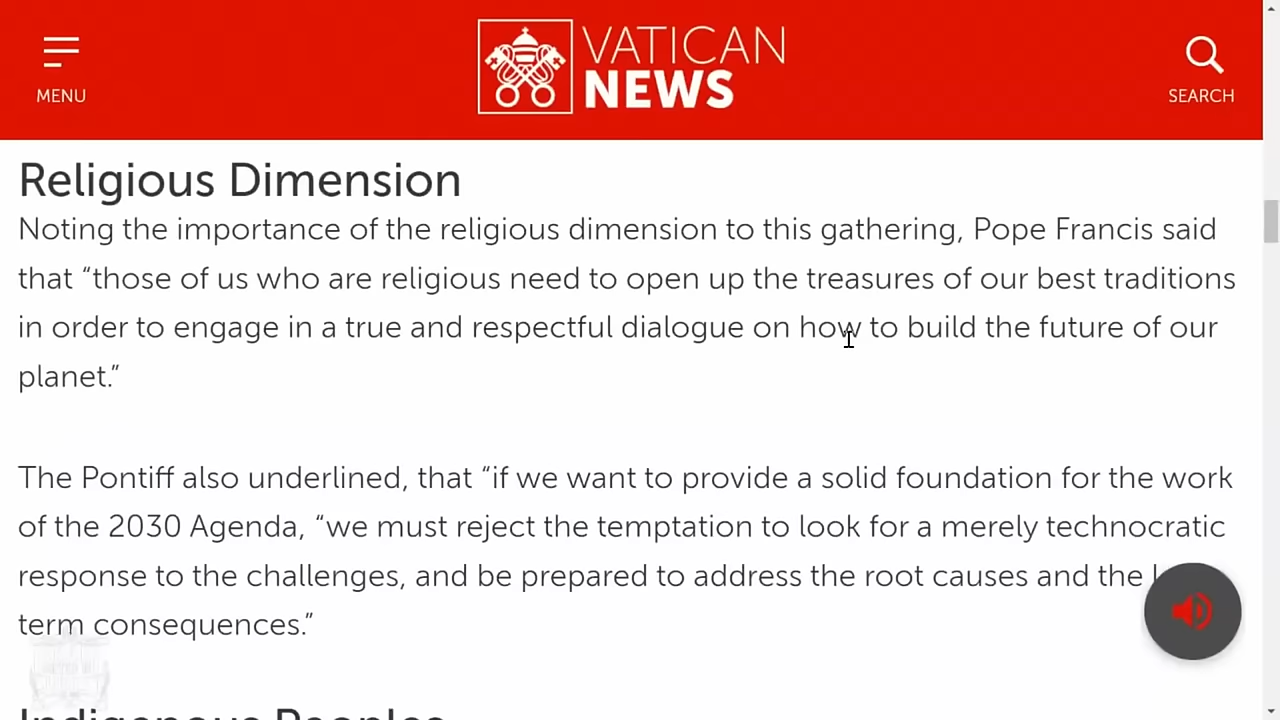 MENU
VATICAN
NEWS
SEARCH
Religious Dimension
Noting the importance of the religious dimension to this gathering, Pope Francis said
that “those of us who are religious need to open up the treasures of our best traditions
in order to engage in a true and respectful dialogue on how to build the future of our
planet.”
The Pontiff also underlined, that “if we want to provide a solid foundation for the work
of the 2030 Agenda, “we must reject the temptation to look for a merely technocratic
response to the challenges, and be prepared to address the root causes and the
term consequences.”
Indigenous Peoples